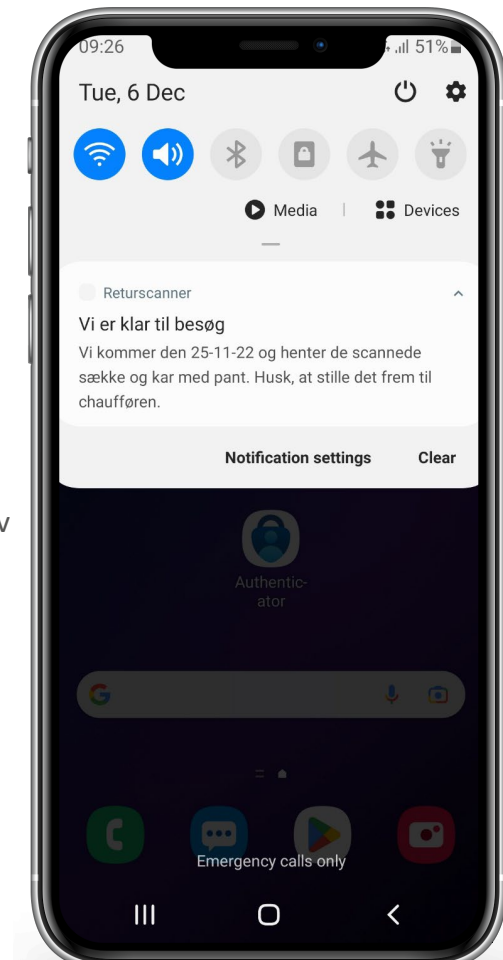 09:26
51%
Tue, 6 Dec
Media
Devices
Returscanner
Vi er klar til besøg
Vi kommer den 25-11-22 og henter de scannede
sække og kar med pant. Husk, at stille det frem til
chaufføren.
Notification settings Clear
v
Authentic-
ator
G
Emergency calls only